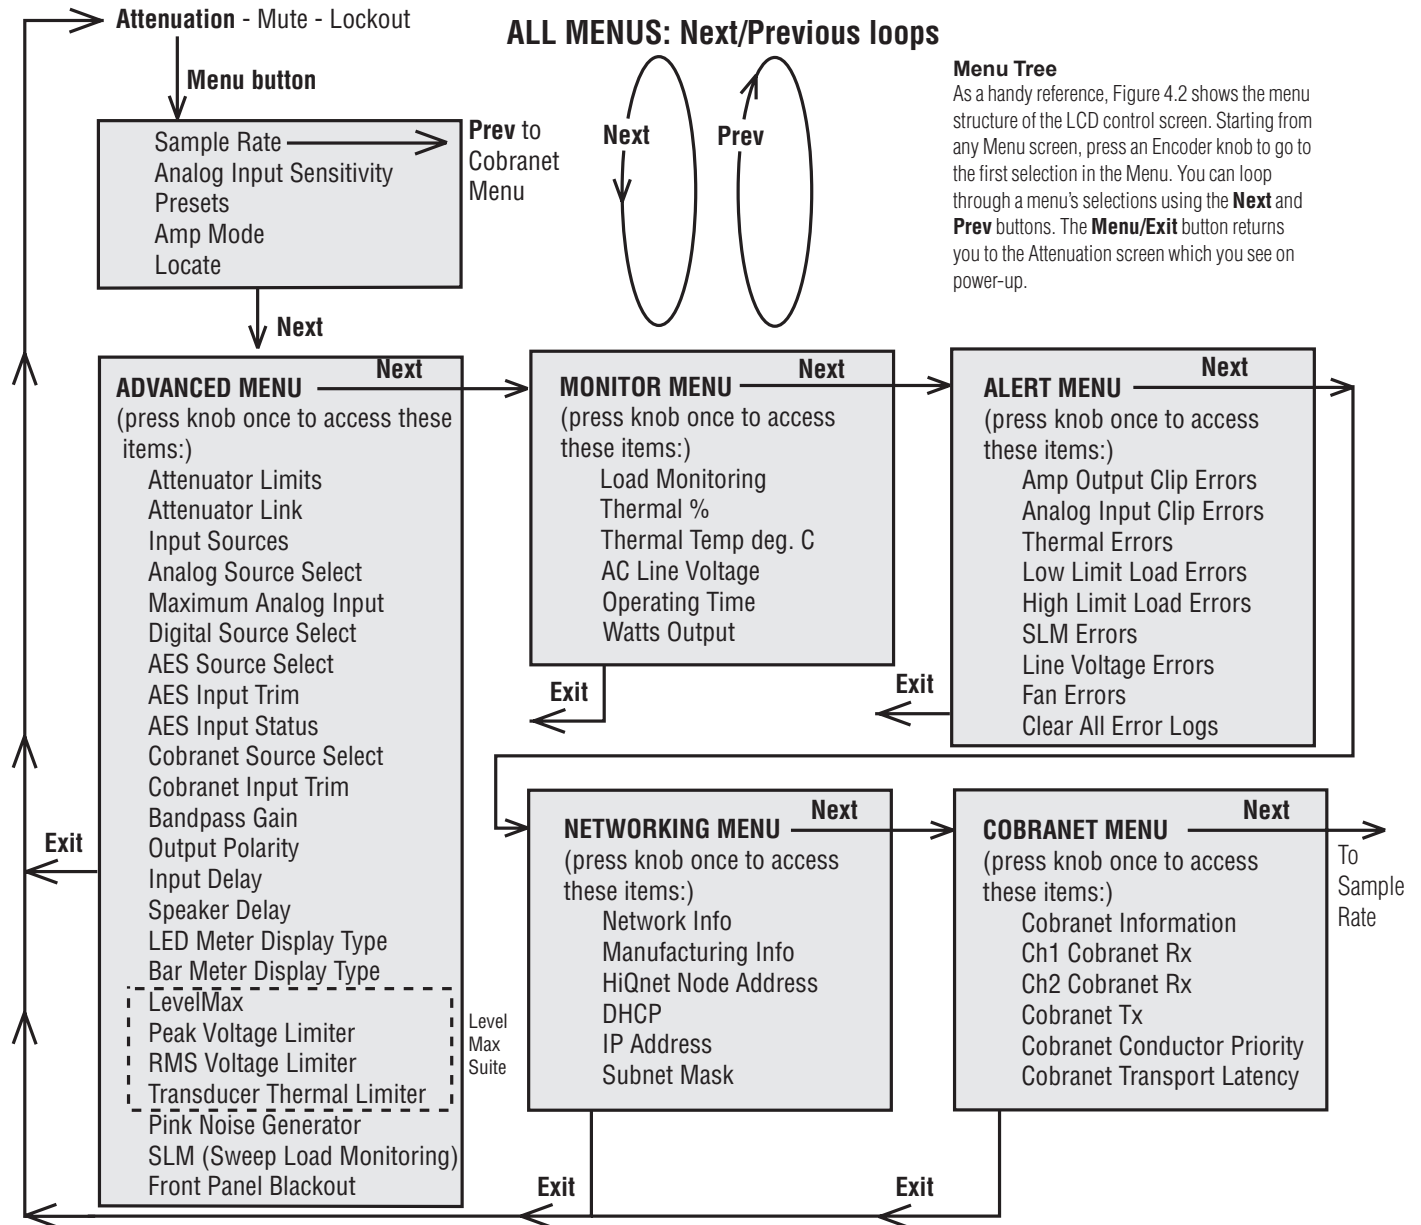 Attenuation - Mute - Lockout
ALL MENUS: Next/Previous loops
Menu button
Sample Rate
Analog Input Sensitivity
Presets
Amp Mode
Locate
Prev to
Cobranet
Menu
Next
Prev
Menu Tree
As a handy reference, Figure 4.2 shows the menu
structure of the LCD control screen. Starting from
any Menu screen, press an Encoder knob to go to
the first selection in the Menu. You can loop
through a menu's selections using the Next and
Prev buttons. The Menu/Exit button returns
you to the Attenuation screen which you see on
power-up.
Next
ADVANCED MENU
Next
(press knob once to access these
items:)
Attenuator Limits
Attenuator Link
Input Sources
Analog Source Select
Maximum Analog Input
Digital Source Select
AES Source Select
AES Input Trim
AES Input Status
Cobranet Source Select
Cobranet Input Trim
Bandpass Gain
Output Polarity
Input Delay
Speaker Delay
LED Meter Display Type
Bar Meter Display Type
LevelMax
Peak Voltage Limiter
RMS Voltage Limiter
Transducer Thermal Limiter
Pink Noise Generator
SLM (Sweep Load Monitoring)
Front Panel Blackout
Level
Max
Suite
Exit
MONITOR MENU
Next
(press knob once to access
these items:)
Load Monitoring
Thermal %
Thermal Temp deg. C
AC Line Voltage
Operating Time
Watts Output
Exit
ALERT MENU
Next
(press knob once to access
these items:)
Amp Output Clip Errors
Analog Input Clip Errors
Thermal Errors
Low Limit Load Errors
High Limit Load Errors
SLM Errors
Line Voltage Errors
Fan Errors
Clear All Error Logs
Exit
NETWORKING MENU
Next
(press knob once to access
these items:)
Network Info
Manufacturing Info
HiQnet Node Address
DHCP
IP Address
Subnet Mask
Exit
COBRANET MENU
Next
(press knob once to access
these items:)
Cobranet Information
Ch1 Cobranet Rx
Ch2 Cobranet Rx
Cobranet Tx
Cobranet Conductor Priority
Cobranet Transport Latency
To
Sample
Rate
Exit